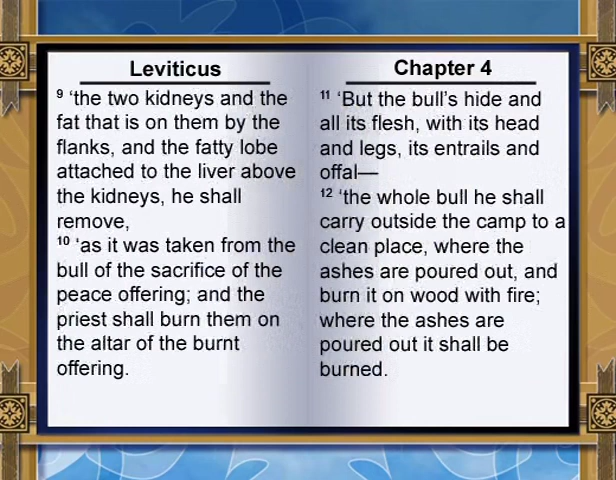 Leviticus
⁹ ‘the two kidneys and the
fat that is on them by the
flanks, and the fatty lobe
attached to the liver above
the kidneys, he shall
remove,
¹⁰ ‘as it was taken from the
bull of the sacrifice of the
peace offering; and the
priest shall burn them on
the altar of the burnt
offering.
Chapter 4
¹¹ ‘But the bull’s hide and
all its flesh, with its head
and legs, its entrails and
offal—
¹² ‘the whole bull he shall
carry outside the camp to a
clean place, where the
ashes are poured out, and
burn it on wood with fire;
where the ashes are
poured out it shall be
burned.